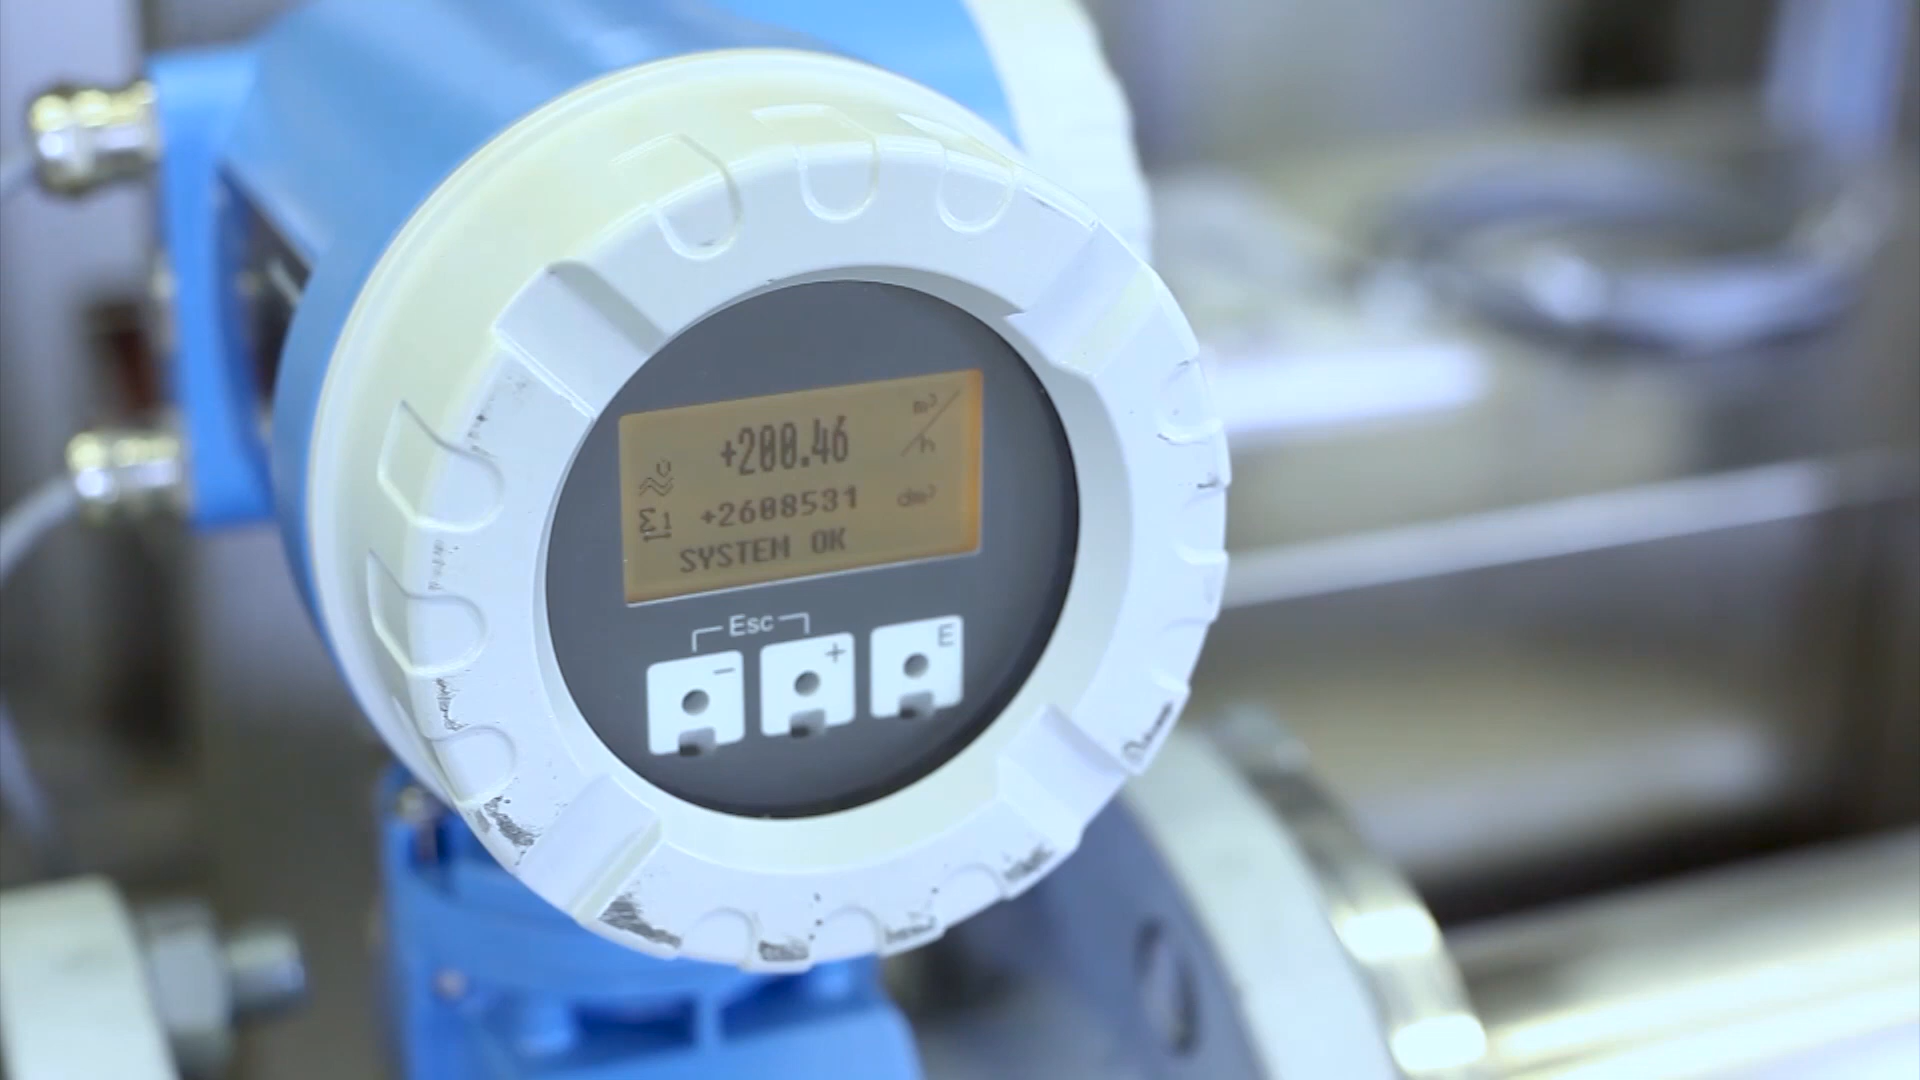 +200.46 m³/h
Σ1 +2608531 dm³
SYSTEM OK
Esc
- + E